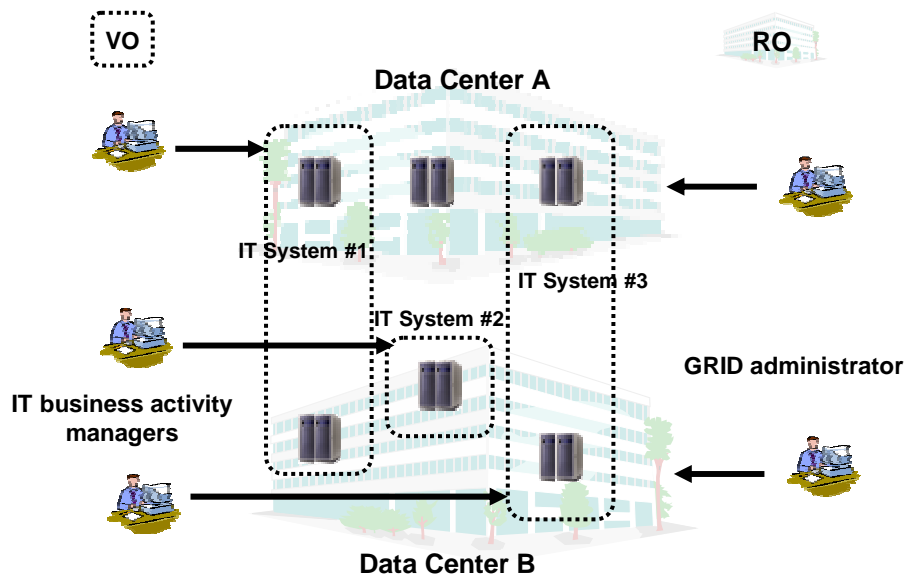 VO
RO
Data Center A
IT System #1
IT System #3
IT System #2
GRID administrator
IT business activity
managers
Data Center B